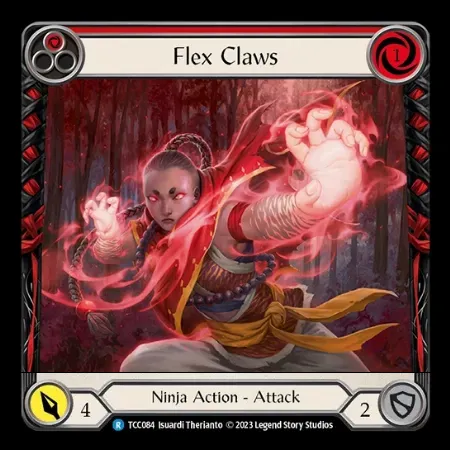 Flex Claws
1
Ninja Action - Attack
4
2
R TCC084 Isuardi Therianto © 2023 Legend Story Studios